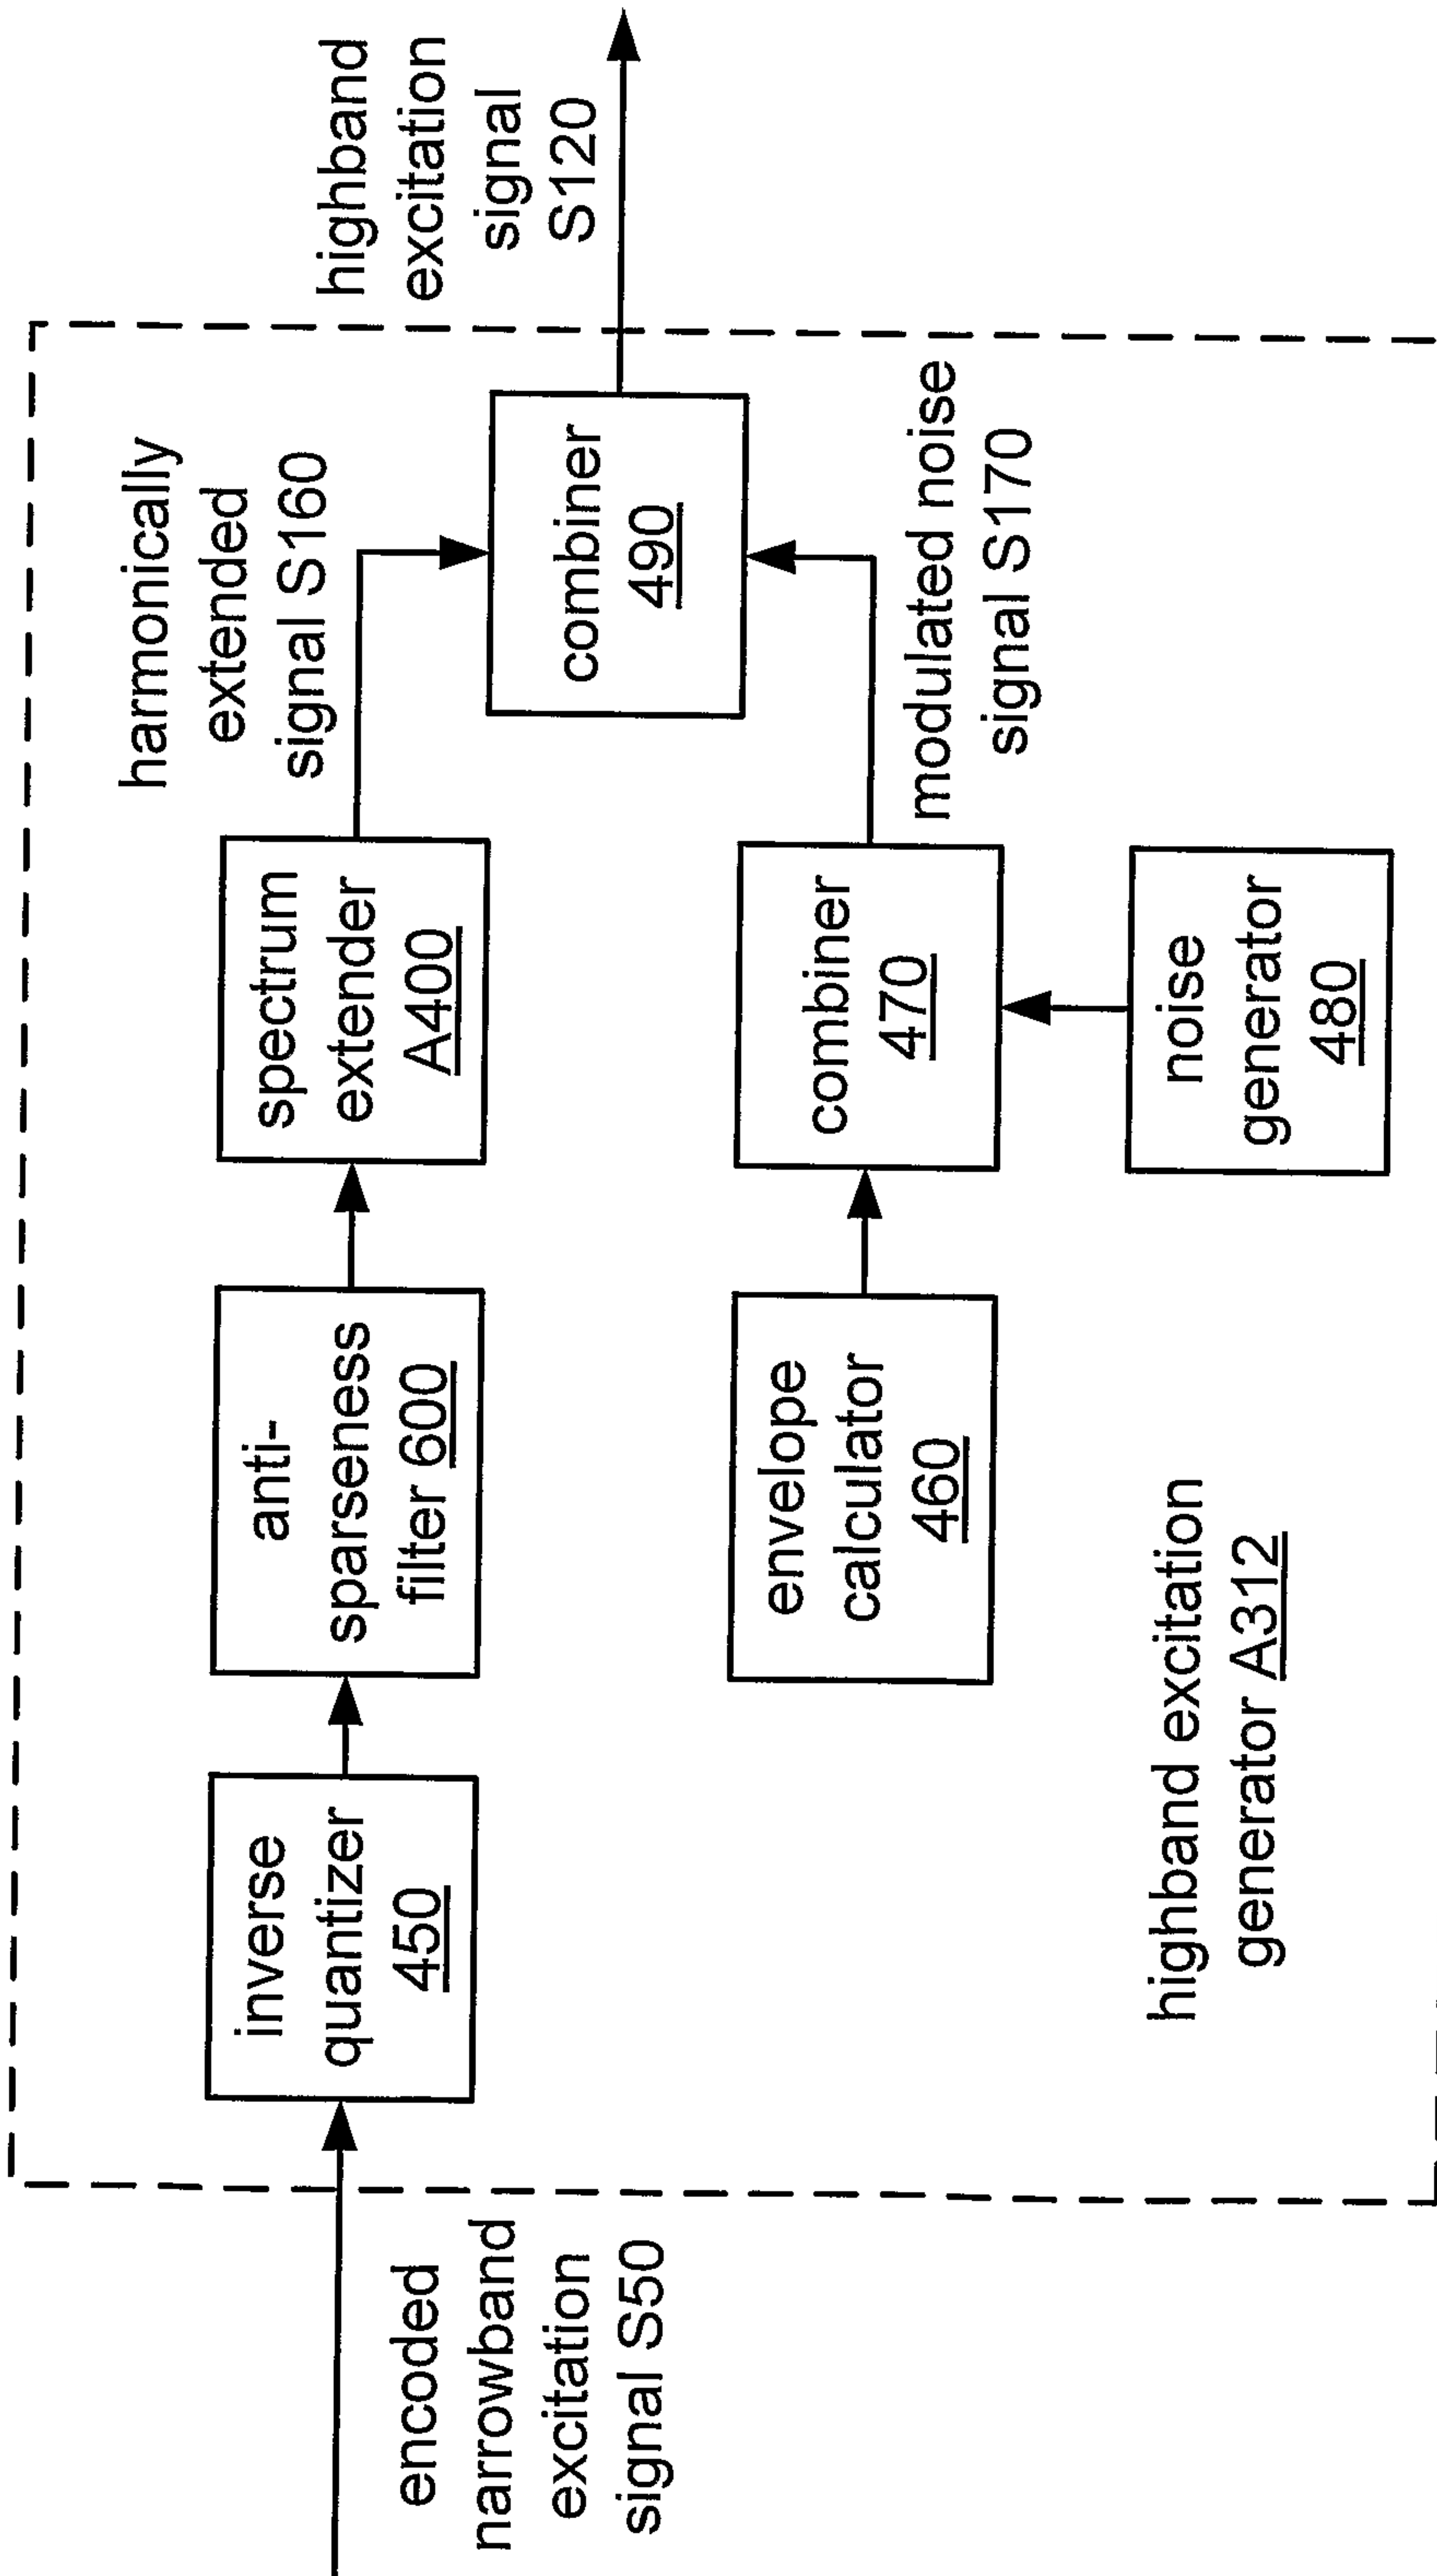 encoded
narrowband
excitation
signal S50
inverse
quantizer
450
anti-
sparseness
filter 600
spectrum
extender
A400
harmonically
extended
signal S160
envelope
calculator
460
combiner
470
noise
generator
480
modulated noise
signal S170
combiner
490
highband
excitation
signal
S120
highband excitation
generator A312